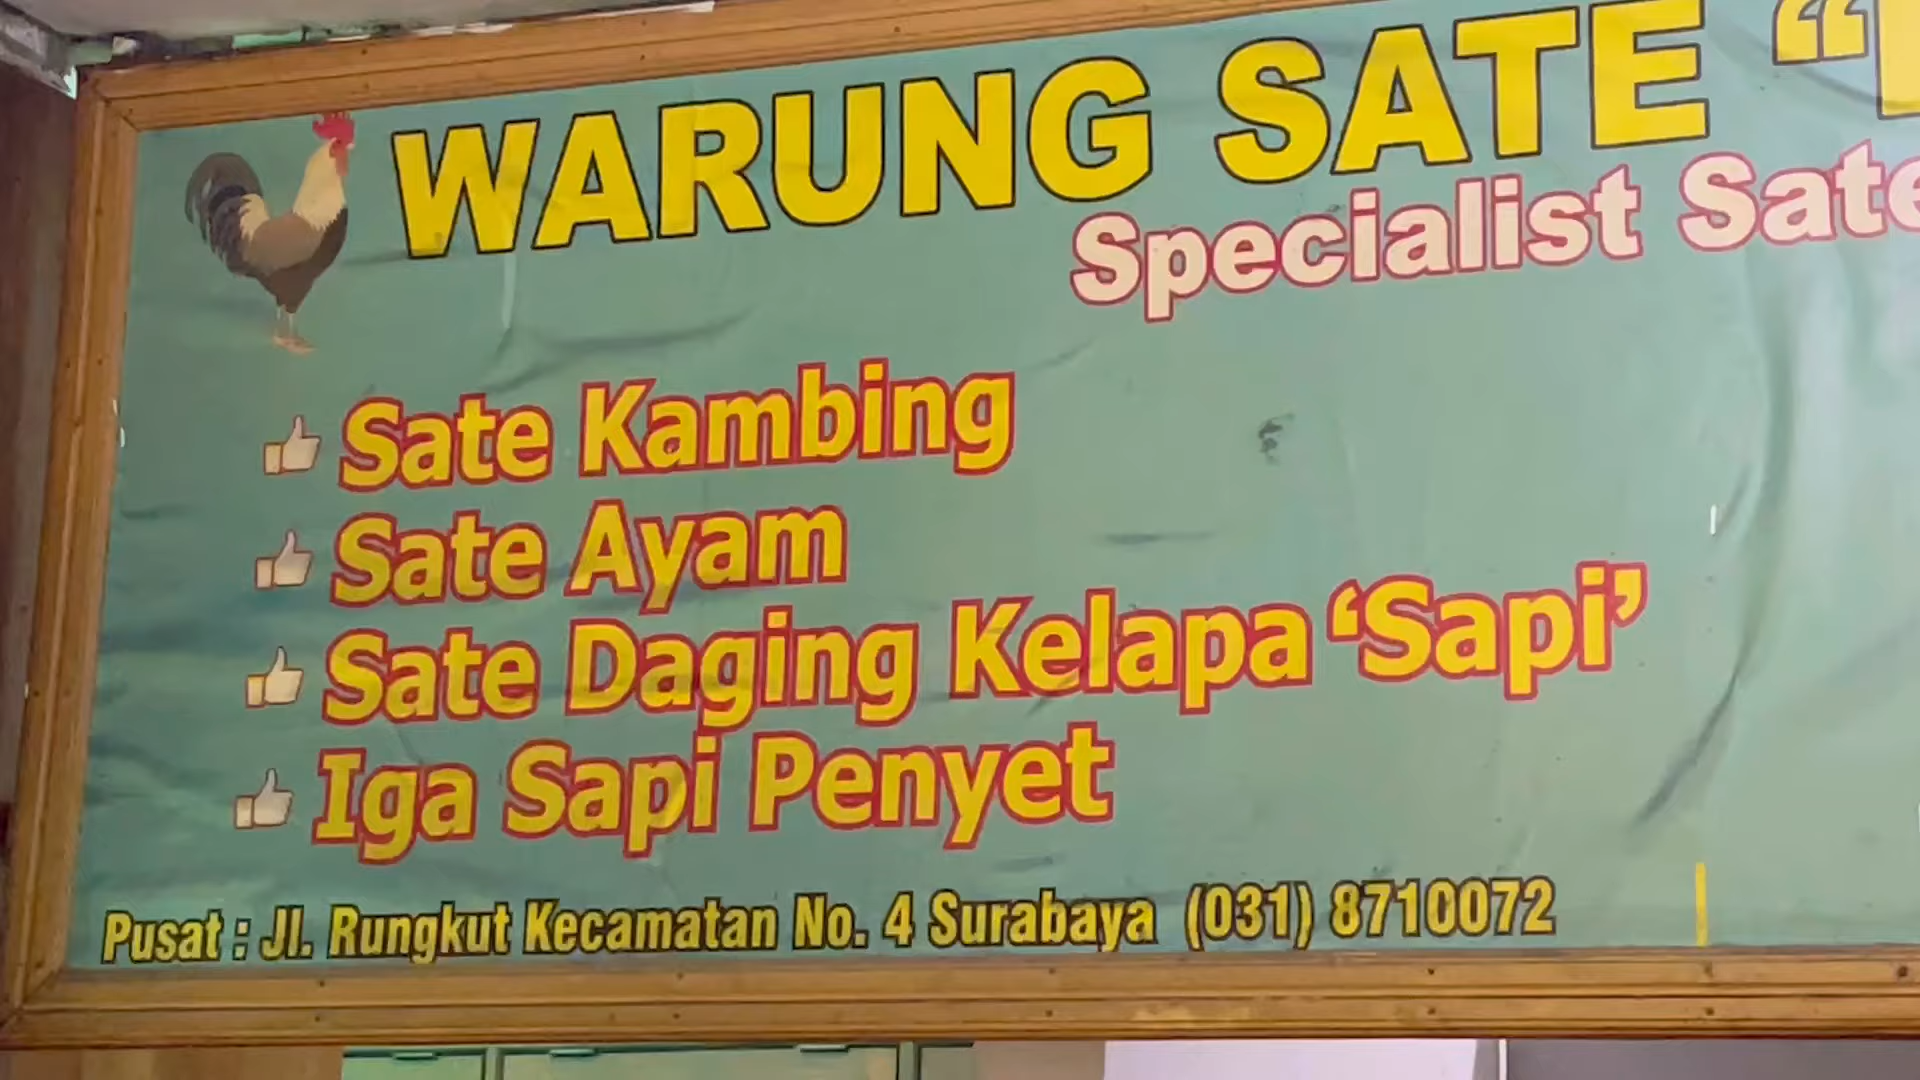 WARUNG SATE "
Specialist Sate
Sate Kambing
Sate Ayam
Sate Daging Kelapa 'Sapi'
Iga Sapi Penyet
Pusat : Jl. Rungkut Kecamatan No. 4 Surabaya (031) 8710072